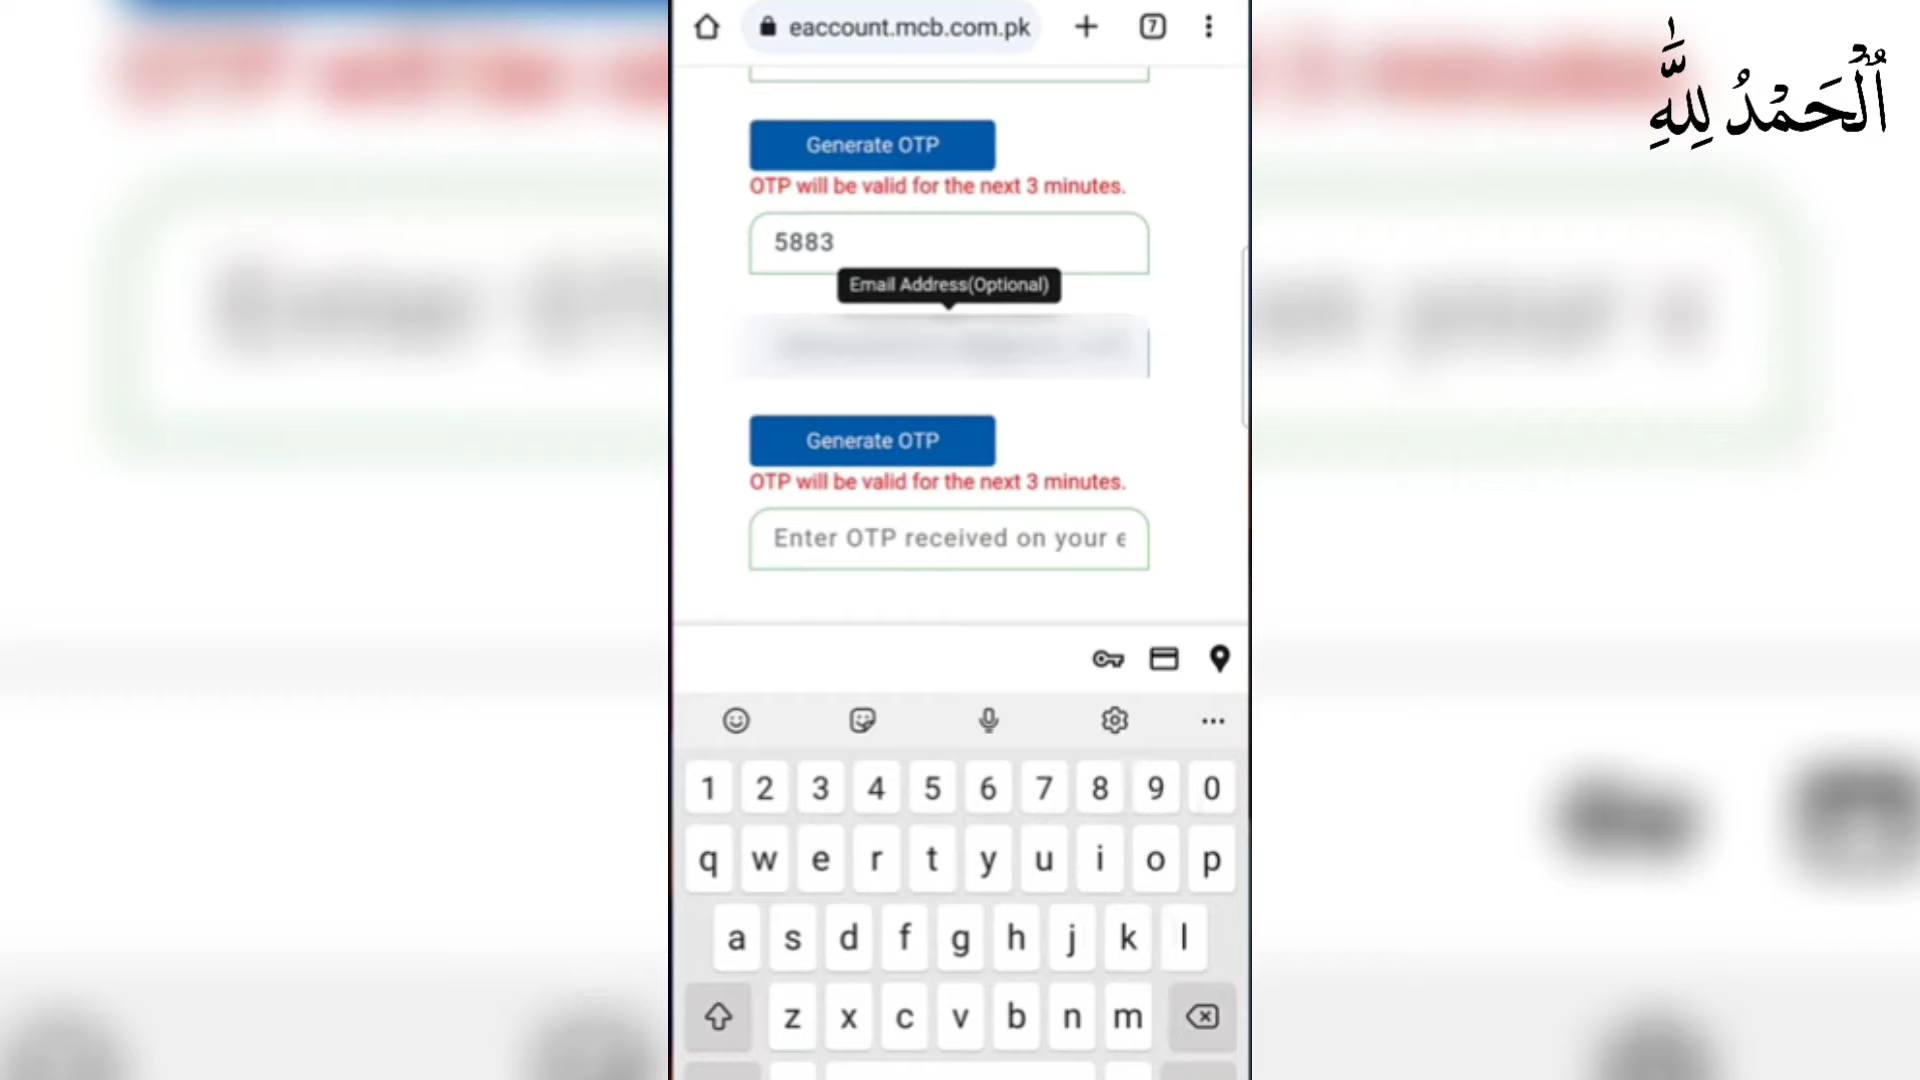 eaccount.mcb.com.pk
7
اَلْحَمْدُ لِلّٰهِ
Generate OTP
OTP will be valid for the next 3 minutes.
5883
Email Address(Optional)
Generate OTP
OTP will be valid for the next 3 minutes.
Enter OTP received on your e
1 2 3 4 5 6 7 8 9 0
q w e r t y u i o p
a s d f g h j k l
z x c v b n m